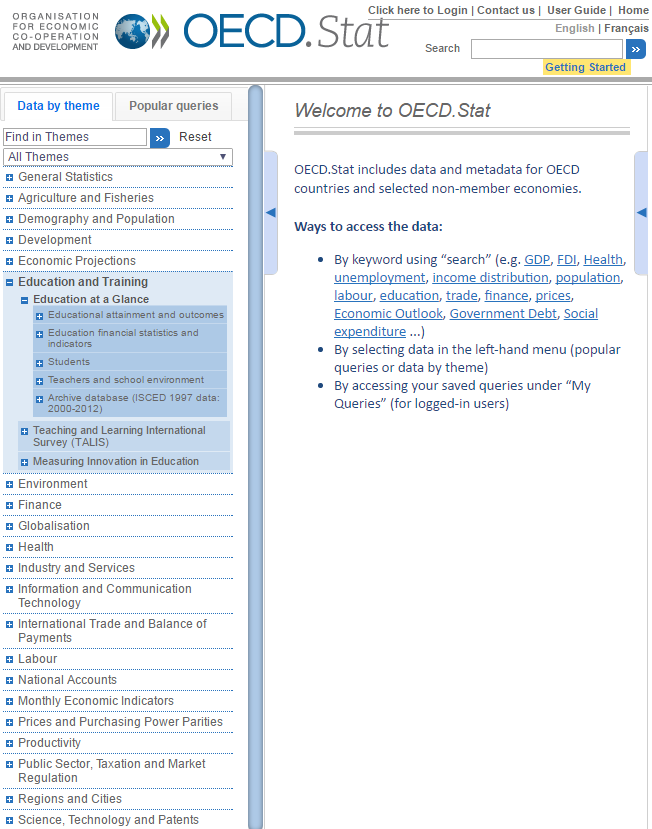 ORGANISATION
FOR ECONOMIC
CO-OPERATION
AND DEVELOPMENT
OECD.Stat
Click here to Login | Contact us | User Guide | Home
English | Français
Search
»
Getting Started
Data by theme
Popular queries
Find in Themes
»
Reset
All Themes
General Statistics
Agriculture and Fisheries
Demography and Population
Development
Economic Projections
Education and Training
Education at a Glance
Educational attainment and outcomes
Education financial statistics and
indicators
Students
Teachers and school environment
Archive database (ISCED 1997 data:
2000-2012)
Teaching and Learning International
Survey (TALIS)
Measuring Innovation in Education
Environment
Finance
Globalisation
Health
Industry and Services
Information and Communication
Technology
International Trade and Balance of
Payments
Labour
National Accounts
Monthly Economic Indicators
Prices and Purchasing Power Parities
Productivity
Public Sector, Taxation and Market
Regulation
Regions and Cities
Science, Technology and Patents
Welcome to OECD.Stat
OECD.Stat includes data and metadata for OECD
countries and selected non-member economies.
Ways to access the data:
• By keyword using “search” (e.g. GDP, FDI, Health,
unemployment, income distribution, population,
labour, education, trade, finance, prices,
Economic Outlook, Government Debt, Social
expenditure ...)
• By selecting data in the left-hand menu (popular
queries or data by theme)
• By accessing your saved queries under “My
Queries” (for logged-in users)